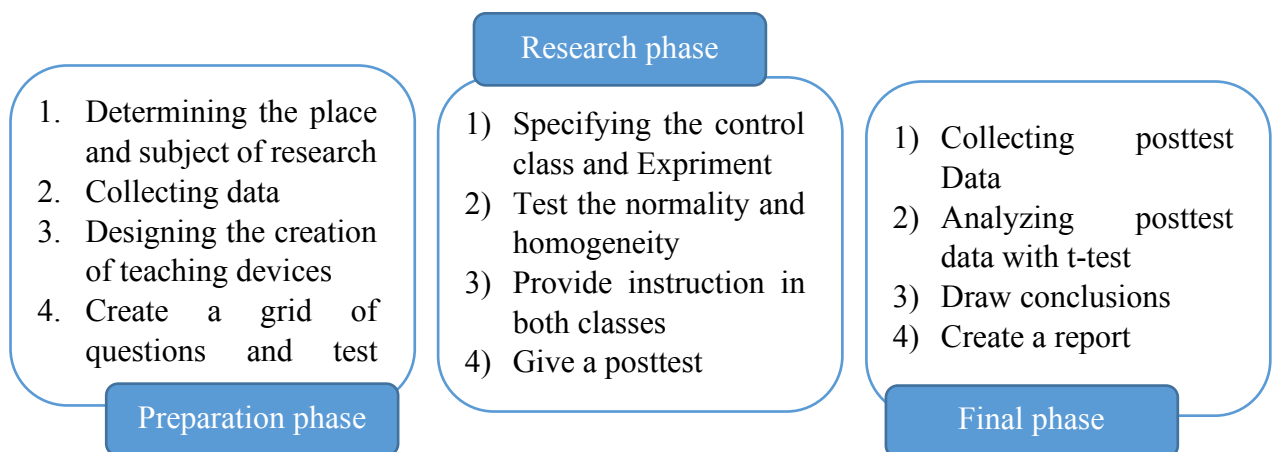 1. Determining the place
and subject of research
2. Collecting data
3. Designing the creation
of teaching devices
4. Create a grid of
questions and test
Preparation phase
Research phase
1) Specifying the control
class and Expriment
2) Test the normality and
homogeneity
3) Provide instruction in
both classes
4) Give a posttest
1) Collecting posttest
Data
2) Analyzing posttest
data with t-test
3) Draw conclusions
4) Create a report
Final phase